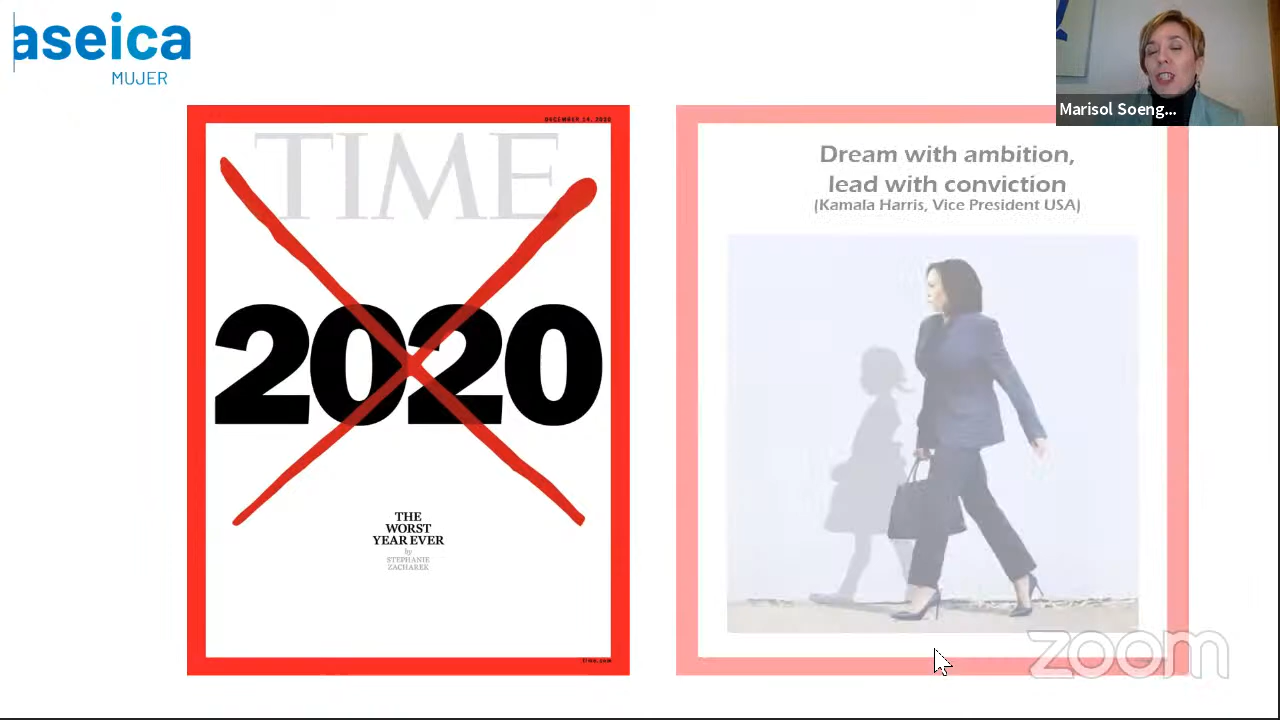 aseica
MUJER
Marisol Soeng...
DECEMBER 14, 2020
TIME
2020
THE
WORST
YEAR EVER
by
STEPHANIE
ZACHAREK
time.com
Dream with ambition,
lead with conviction
(Kamala Harris, Vice President USA)
zoom